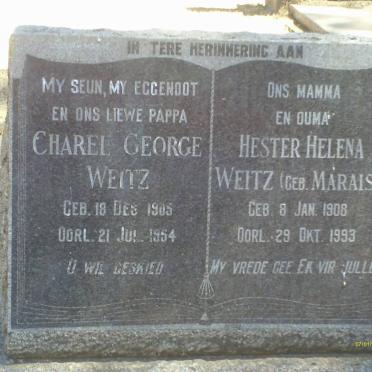 IN TERE HERINNERING AAN
MY SEUN, MY EGGENOOT
EN ONS LIEWE PAPPA
CHAREL GEORGE
WEITZ
GEB. 18 DES. 1905
OORL. 21 JUL. 1954
U WIL GESKIED
ONS MAMMA
EN OUMA
HESTER HELENA
WEITZ (GEB. MARAIS
GEB. 8 JAN. 1908
OORL. 29 OKT. 1993
MY VREDE GEE EK VIR JULLE